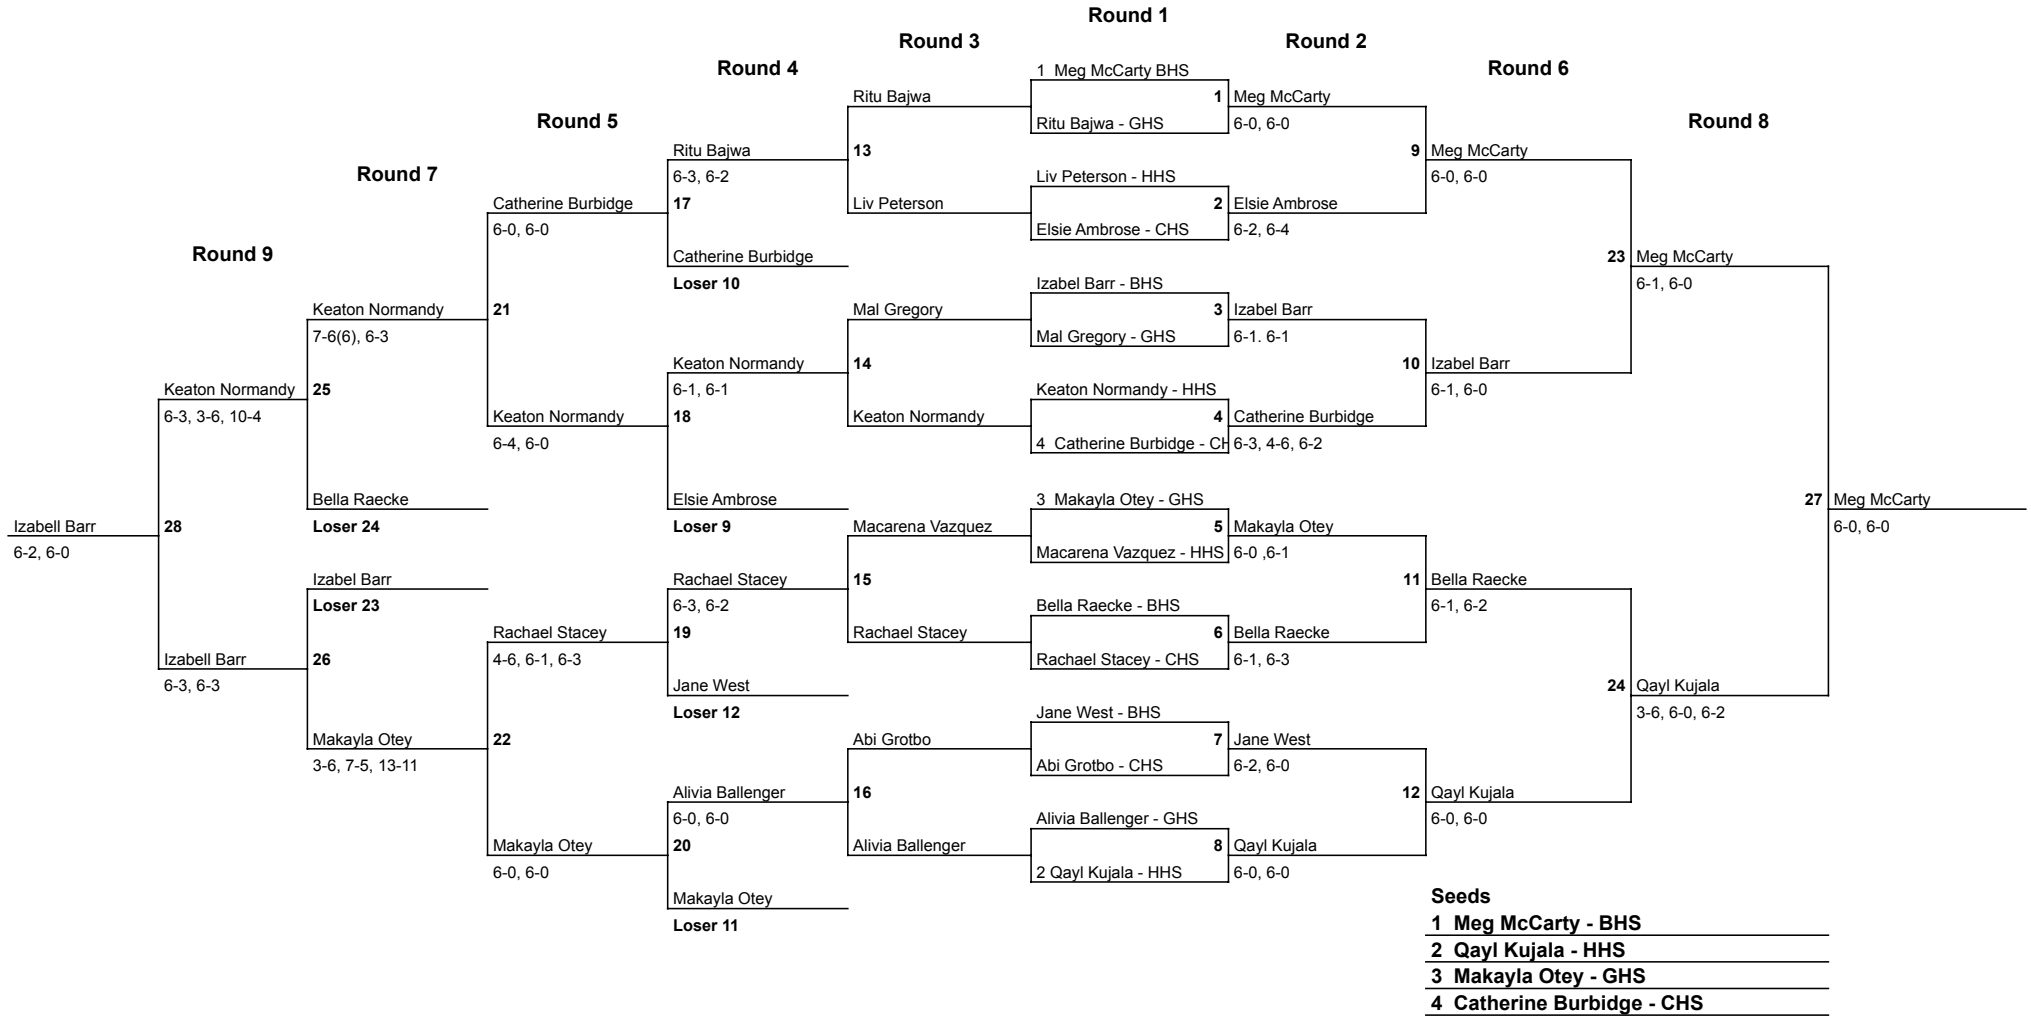 Round 1
Round 3
Round 2
Round 4
Round 6
Round 5
Round 8
Round 7
Round 9
1 Meg McCarty BHS
1
Ritu Bajwa - GHS
Liv Peterson - HHS
2
Elsie Ambrose - CHS
Izabel Barr - BHS
3
Mal Gregory - GHS
Keaton Normandy - HHS
4
4 Catherine Burbidge - CH
3 Makayla Otey - GHS
5
Macarena Vazquez - HHS
Bella Raecke - BHS
6
Rachael Stacey - CHS
Jane West - BHS
7
Abi Grotbo - CHS
Alivia Ballenger - GHS
8
2 Qayl Kujala - HHS
Meg McCarty
6-0, 6-0
9
Elsie Ambrose
6-2, 6-4
Izabel Barr
6-1. 6-1
10
Catherine Burbidge
6-3, 4-6, 6-2
Makayla Otey
6-0 ,6-1
11
Bella Raecke
6-1, 6-3
Jane West
6-2, 6-0
12
Qayl Kujala
6-0, 6-0
Meg McCarty
6-0, 6-0
23
Izabel Barr
6-1, 6-0
Bella Raecke
6-1, 6-2
24
Qayl Kujala
6-0, 6-0
Meg McCarty
6-1, 6-0
27
Qayl Kujala
3-6, 6-0, 6-2
Meg McCarty
6-0, 6-0
Ritu Bajwa
13
Liv Peterson
Mal Gregory
14
Keaton Normandy
Macarena Vazquez
15
Rachael Stacey
Abi Grotbo
16
Alivia Ballenger
Ritu Bajwa
6-3, 6-2
17
Catherine Burbidge
Loser 10
Keaton Normandy
6-1, 6-1
18
Elsie Ambrose
Loser 9
Rachael Stacey
6-3, 6-2
19
Jane West
Loser 12
Alivia Ballenger
6-0, 6-0
20
Makayla Otey
Loser 11
Catherine Burbidge
6-0, 6-0
21
Keaton Normandy
6-4, 6-0
Rachael Stacey
4-6, 6-1, 6-3
22
Makayla Otey
6-0, 6-0
Keaton Normandy
7-6(6), 6-3
25
Bella Raecke
Loser 24
Izabel Barr
Loser 23
26
Makayla Otey
3-6, 7-5, 13-11
Keaton Normandy
6-3, 3-6, 10-4
28
Izabell Barr
6-3, 6-3
Izabell Barr
6-2, 6-0
Seeds
1 Meg McCarty - BHS
2 Qayl Kujala - HHS
3 Makayla Otey - GHS
4 Catherine Burbidge - CHS